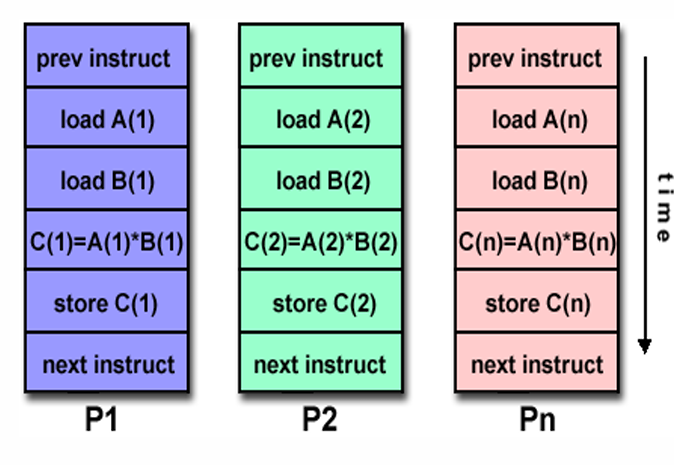 prev instruct
load A(1)
load B(1)
C(1)=A(1)*B(1)
store C(1)
next instruct
P1
prev instruct
load A(2)
load B(2)
C(2)=A(2)*B(2)
store C(2)
next instruct
P2
prev instruct
load A(n)
load B(n)
C(n)=A(n)*B(n)
store C(n)
next instruct
Pn
time